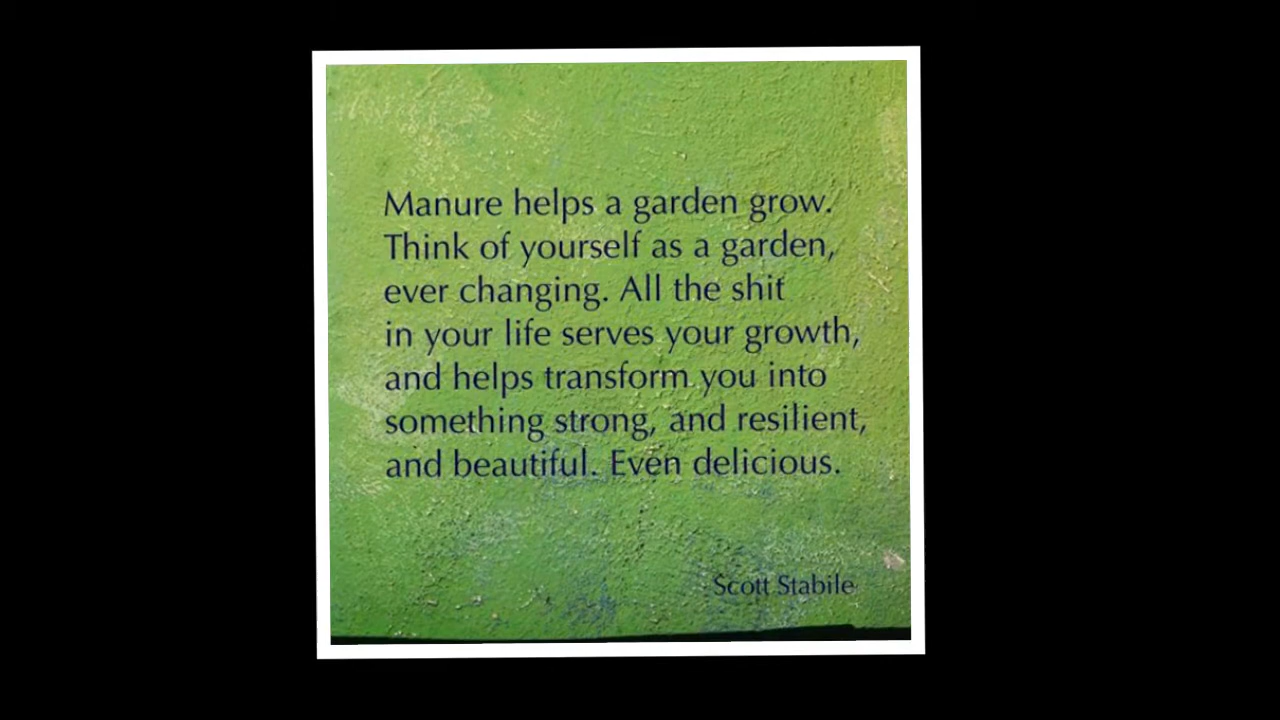 Manure helps a garden grow.
Think of yourself as a garden,
ever changing. All the shit
in your life serves your growth,
and helps transform you into
something strong, and resilient,
and beautiful. Even delicious.
Scott Stabile